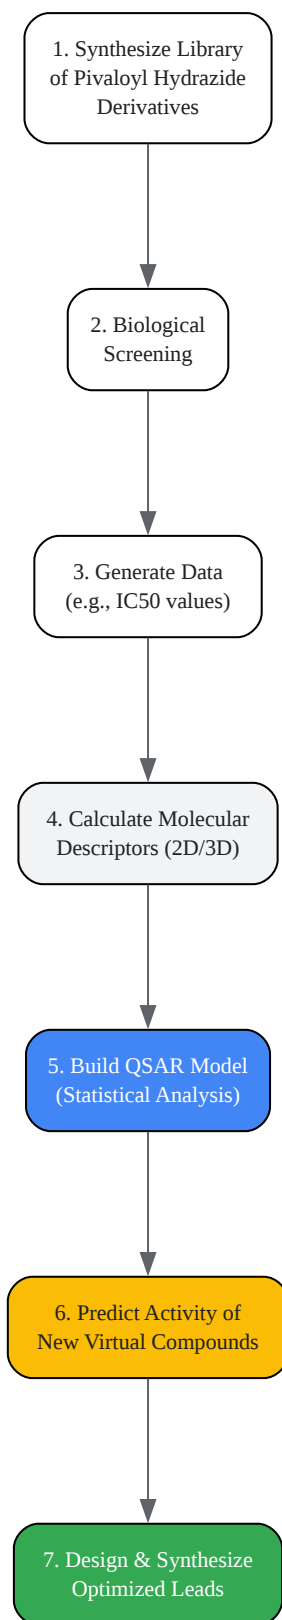 1. Synthesize Library
of Pivaloyl Hydrazide
Derivatives
2. Biological
Screening
3. Generate Data
(e.g., IC50 values)
4. Calculate Molecular
Descriptors (2D/3D)
5. Build QSAR Model
(Statistical Analysis)
6. Predict Activity of
New Virtual Compounds
7. Design & Synthesize
Optimized Leads